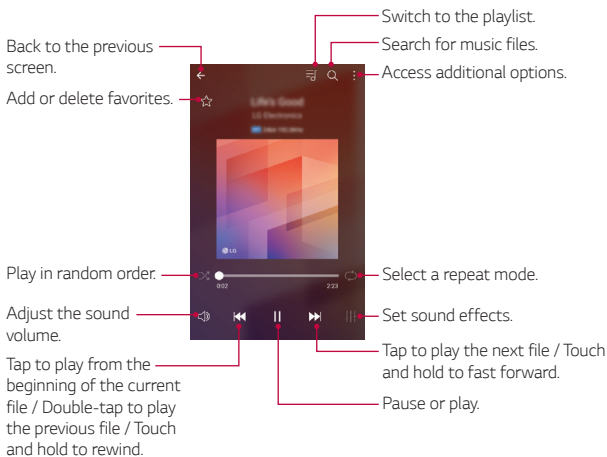 Switch to the playlist.
Search for music files.
Access additional options.
Back to the previous
screen.
Add or delete favorites.
Life's Good
LG Electronics
LG
0:02
2:23
Play in random order.
Select a repeat mode.
Adjust the sound
volume.
Set sound effects.
Tap to play from the
beginning of the current
file / Double-tap to play
the previous file / Touch
and hold to rewind.
Tap to play the next file / Touch
and hold to fast forward.
Pause or play.